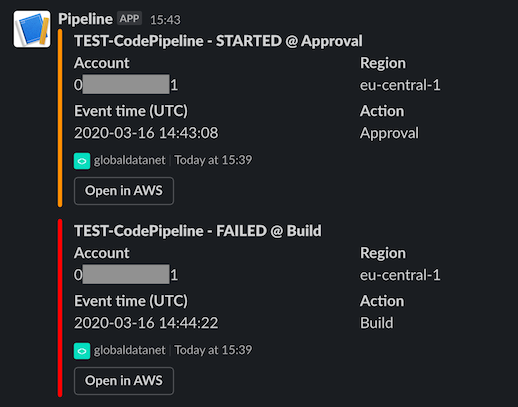 Pipeline APP 15:43
TEST-CodePipeline - STARTED @ Approval
Account Region
0 1 eu-central-1
Event time (UTC) Action
2020-03-16 14:43:08 Approval
globaldatanet | Today at 15:39
Open in AWS
TEST-CodePipeline - FAILED @ Build
Account Region
0 1 eu-central-1
Event time (UTC) Action
2020-03-16 14:44:22 Build
globaldatanet | Today at 15:39
Open in AWS